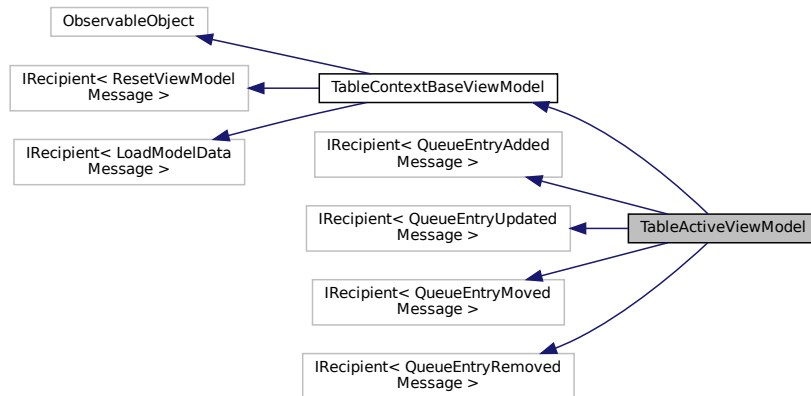 ObservableObject
IRecipient< ResetViewModel
Message >
TableContextBaseViewModel
IRecipient< LoadModelData
Message >
IRecipient< QueueEntryAdded
Message >
IRecipient< QueueEntryUpdated
Message >
TableActiveViewModel
IRecipient< QueueEntryMoved
Message >
IRecipient< QueueEntryRemoved
Message >